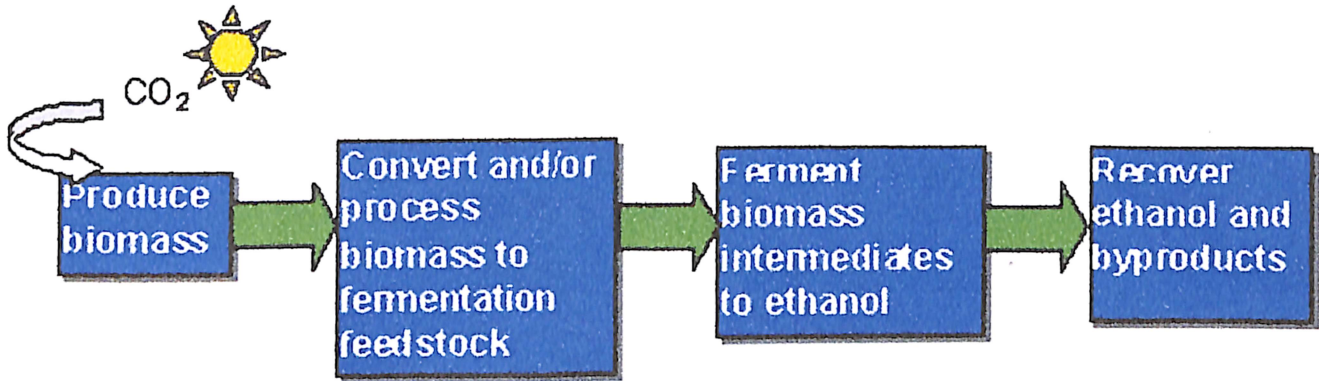 CO₂
Produce
biomass
Convert and/or
process
biomass to
fermentation
feedstock
Ferment
biomass
intermediates
to ethanol
Recover
ethanol and
byproducts